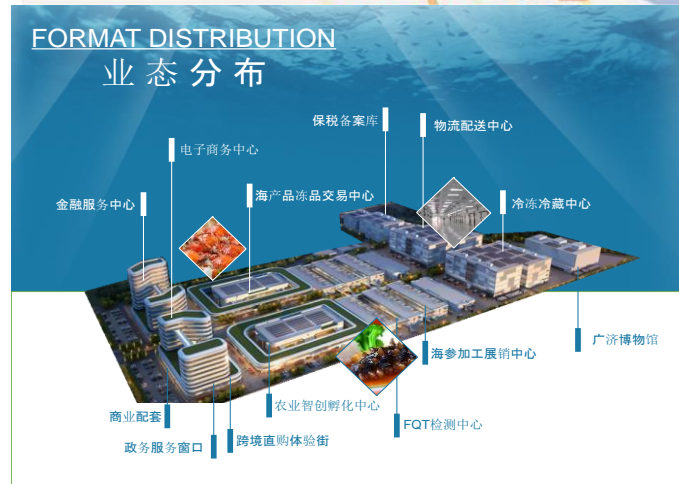 FORMAT DISTRIBUTION
业态分布
保税备案库
物流配送中心
电子商务中心
金融服务中心
海产品冻品交易中心
冷冻冷藏中心
广济博物馆
海参加工展销中心
农业智创孵化中心
商业配套
FQT检测中心
政务服务窗口
跨境直购体验街